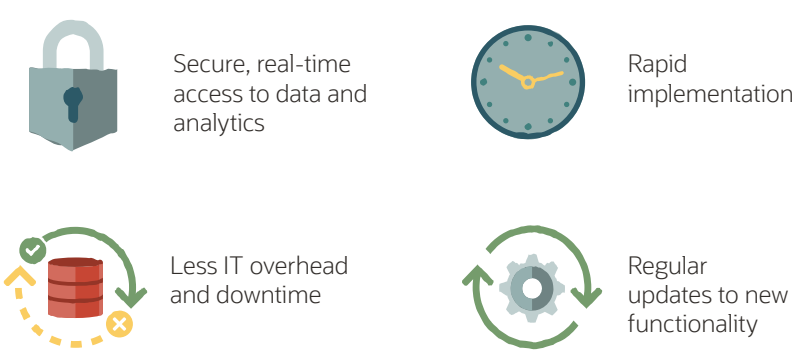 Secure, real-time
access to data and
analytics
Rapid
implementation
Less IT overhead
and downtime
Regular
updates to new
functionality